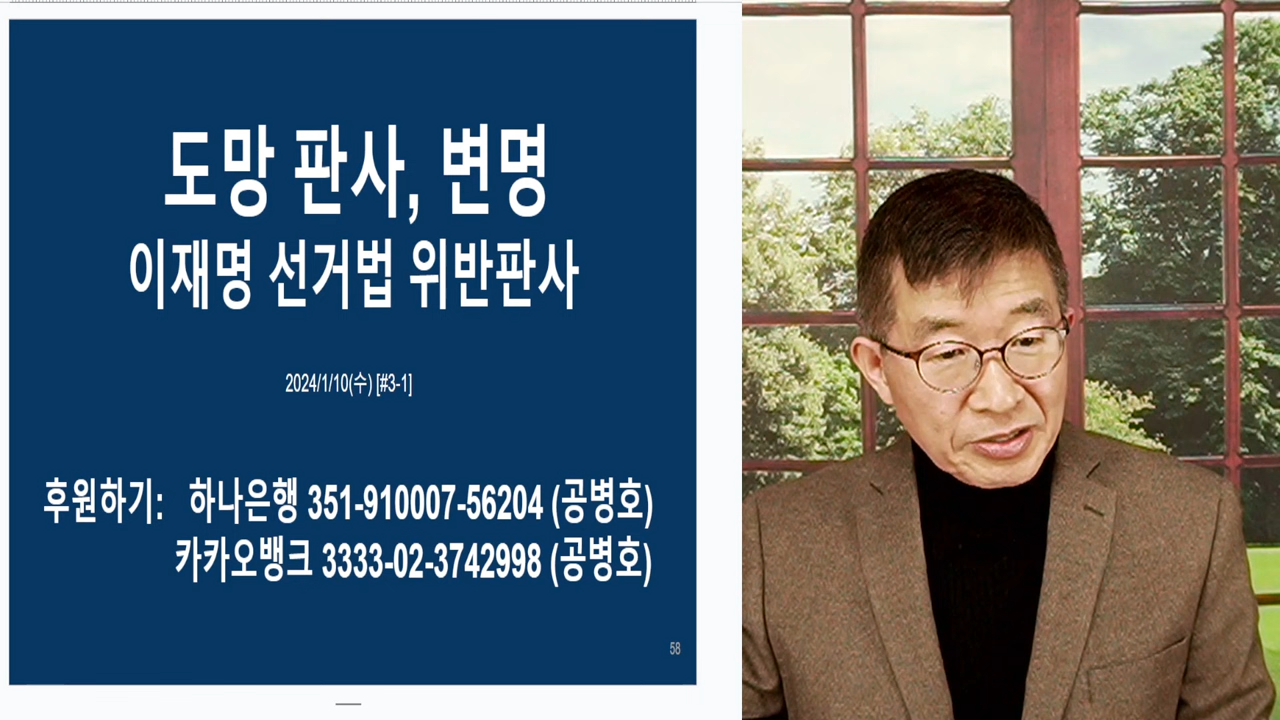 도망 판사, 변명
이재명 선거법 위반판사
2024/1/10(수) [#3-1]
후원하기: 하나은행 351-910007-56204 (공병호)
카카오뱅크 3333-02-3742998 (공병호)
58